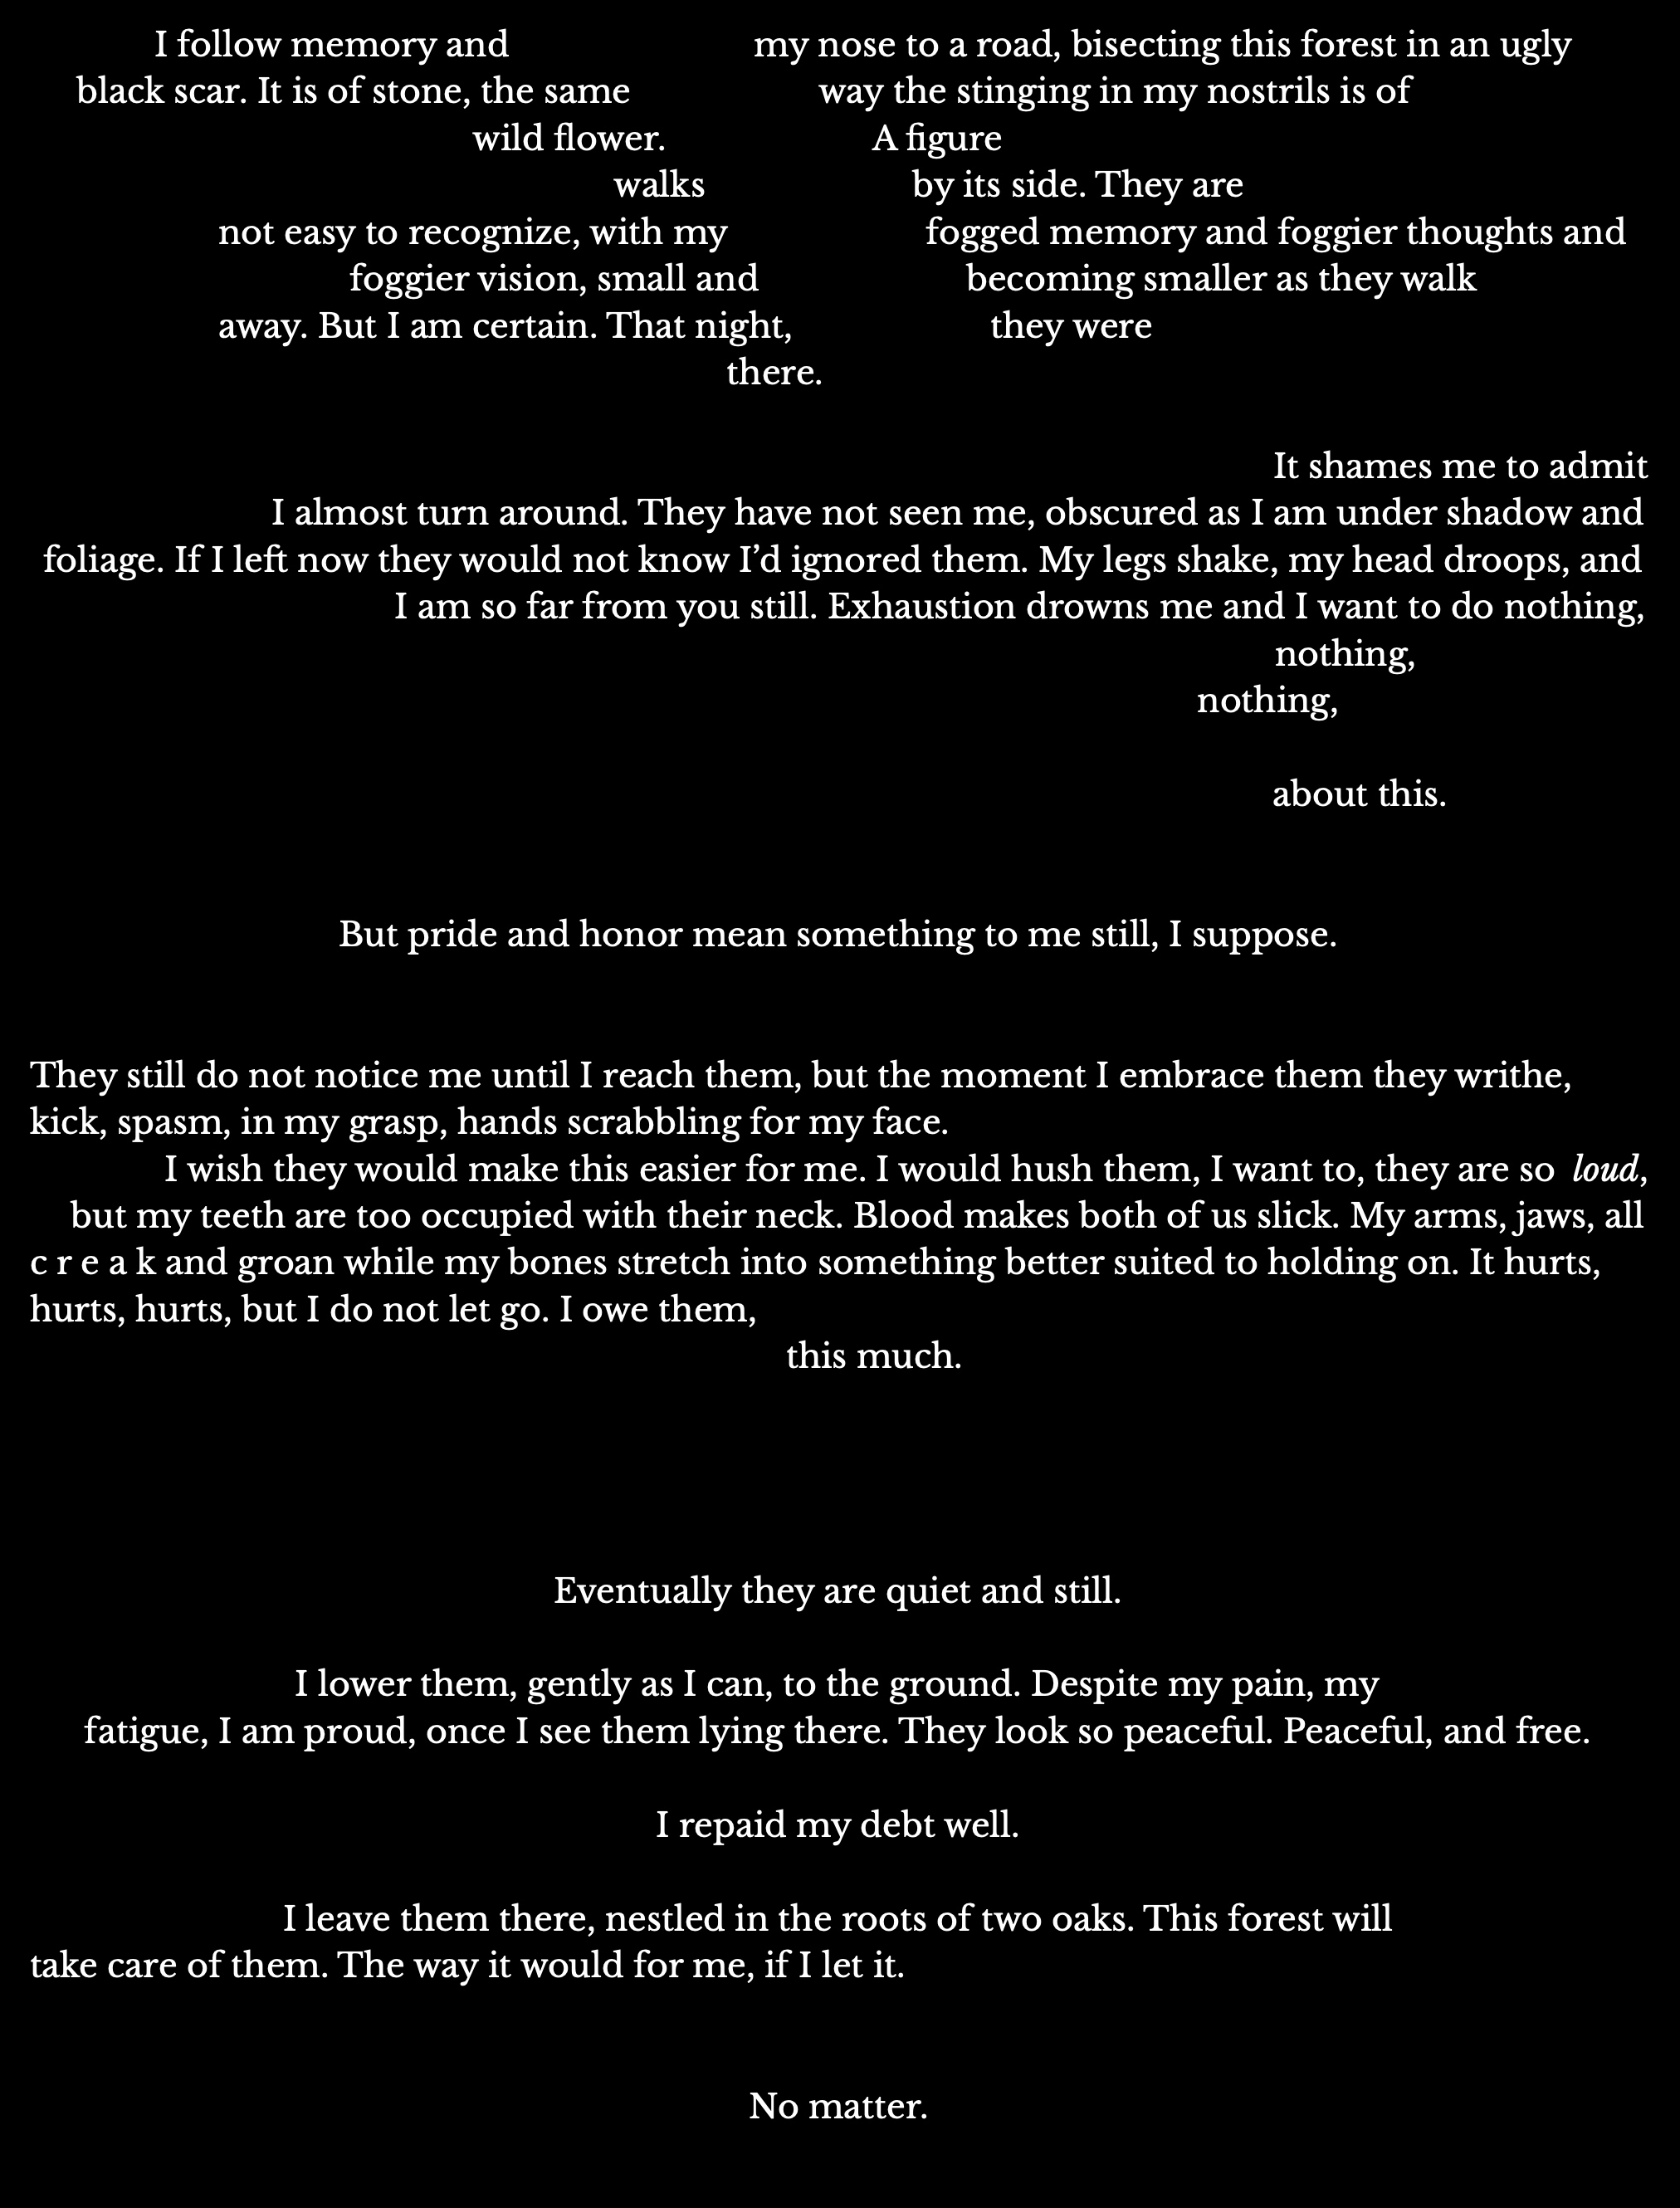 I follow memory and my nose to a road, bisecting this forest in an ugly
black scar. It is of stone, the same way the stinging in my nostrils is of
wild flower. A figure
walks by its side. They are
not easy to recognize, with my fogged memory and foggier thoughts and
foggier vision, small and becoming smaller as they walk
away. But I am certain. That night, they were
there.
It shames me to admit
I almost turn around. They have not seen me, obscured as I am under shadow and
foliage. If I left now they would not know I’d ignored them. My legs shake, my head droops, and
I am so far from you still. Exhaustion drowns me and I want to do nothing,
nothing,
nothing,
about this.
But pride and honor mean something to me still, I suppose.
They still do not notice me until I reach them, but the moment I embrace them they writhe,
kick, spasm, in my grasp, hands scrabbling for my face.
I wish they would make this easier for me. I would hush them, I want to, they are so loud,
but my teeth are too occupied with their neck. Blood makes both of us slick. My arms, jaws, all
c r e a k and groan while my bones stretch into something better suited to holding on. It hurts,
hurts, hurts, but I do not let go. I owe them,
this much.
Eventually they are quiet and still.
I lower them, gently as I can, to the ground. Despite my pain, my
fatigue, I am proud, once I see them lying there. They look so peaceful. Peaceful, and free.
I repaid my debt well.
I leave them there, nestled in the roots of two oaks. This forest will
take care of them. The way it would for me, if I let it.
No matter.